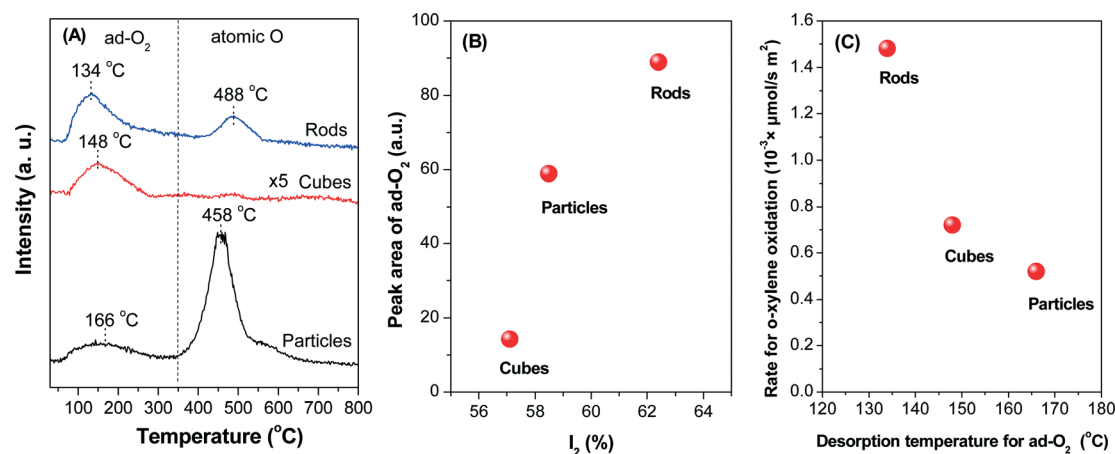 (A)
ad-O₂
atomic O
134 °C
488 °C
Rods
148 °C
x5 Cubes
458 °C
166 °C
Particles
Intensity (a. u.)
100 200 300 400 500 600 700 800
Temperature (°C)
(B)
100
80
60
40
20
0
Rods
Particles
Cubes
Peak area of ad-O₂ (a.u.)
56 58 60 62 64
I₂ (%)
(C)
1.6
1.4
1.2
1.0
0.8
0.6
0.4
0.2
0.0
Rods
Cubes
Particles
Rate for o-xylene oxidation (10⁻³× μmol/s m²)
120 130 140 150 160 170 180
Desorption temperature for ad-O₂ (°C)